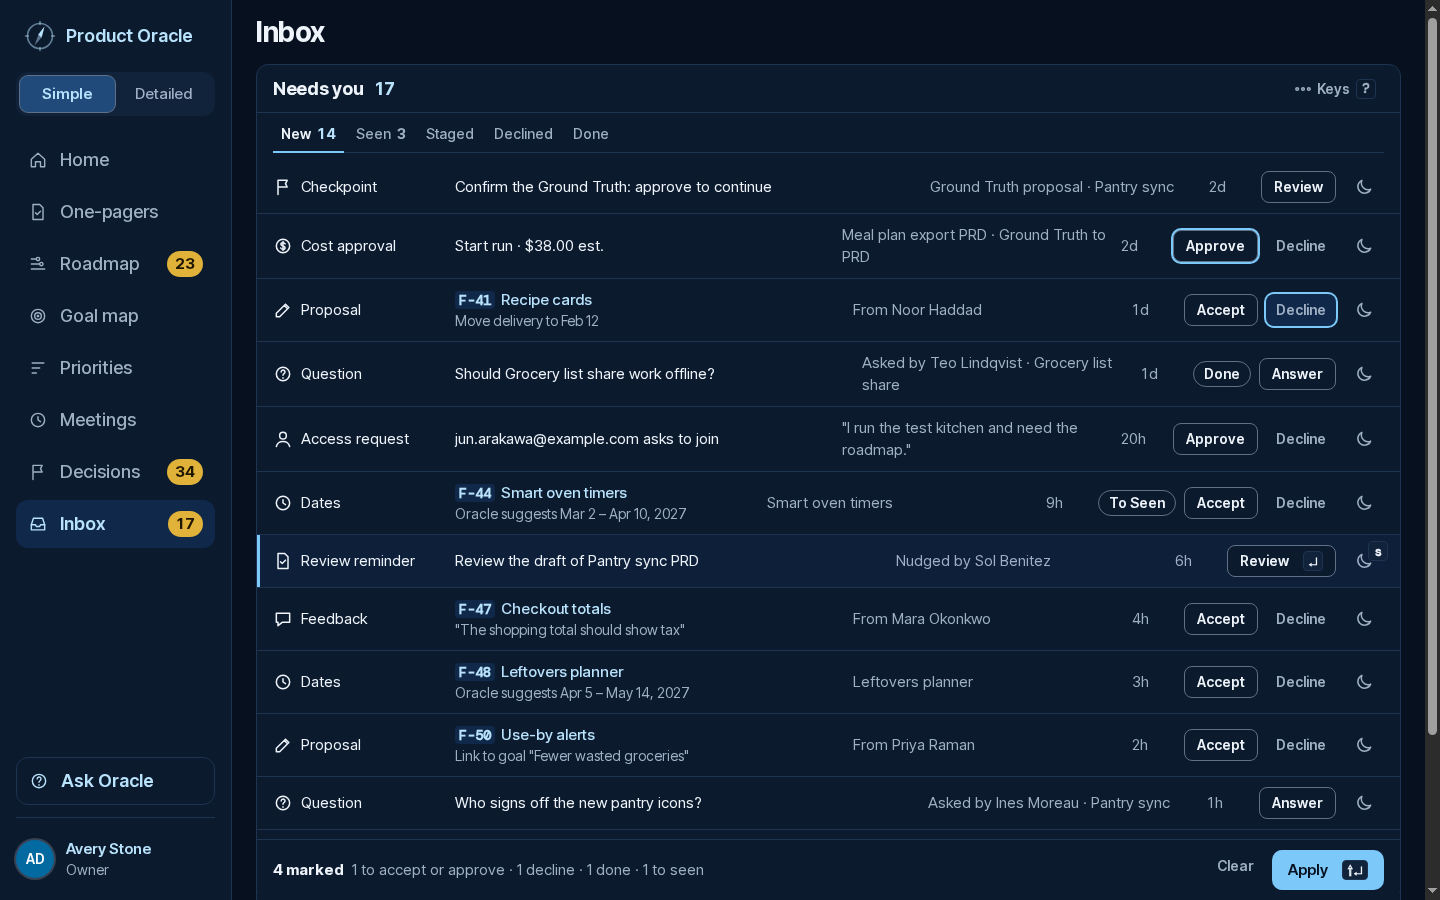 Product Oracle
Simple Detailed
Home
One-pagers
Roadmap 23
Goal map
Priorities
Meetings
Decisions 34
Inbox 17
Ask Oracle
AD Avery Stone
Owner
Inbox
Needs you 17 ••• Keys ?
New 14 Seen 3 Staged Declined Done
Checkpoint Confirm the Ground Truth: approve to continue Ground Truth proposal · Pantry sync 2d Review
Cost approval Start run · $38.00 est. Meal plan export PRD · Ground Truth to PRD 2d Approve Decline
Proposal F-41 Recipe cards
Move delivery to Feb 12 From Noor Haddad 1d Accept Decline
Question Should Grocery list share work offline? Asked by Teo Lindqvist · Grocery list share 1d Done Answer
Access request jun.arakawa@example.com asks to join "I run the test kitchen and need the roadmap." 20h Approve Decline
Dates F-44 Smart oven timers
Oracle suggests Mar 2 – Apr 10, 2027 Smart oven timers 9h To Seen Accept Decline
Review reminder Review the draft of Pantry sync PRD Nudged by Sol Benitez 6h Review ↵ s
Feedback F-47 Checkout totals
"The shopping total should show tax" From Mara Okonkwo 4h Accept Decline
Dates F-48 Leftovers planner
Oracle suggests Apr 5 – May 14, 2027 Leftovers planner 3h Accept Decline
Proposal F-50 Use-by alerts
Link to goal "Fewer wasted groceries" From Priya Raman 2h Accept Decline
Question Who signs off the new pantry icons? Asked by Ines Moreau · Pantry sync 1h Answer
4 marked 1 to accept or approve · 1 decline · 1 done · 1 to seen Clear Apply ↑↵